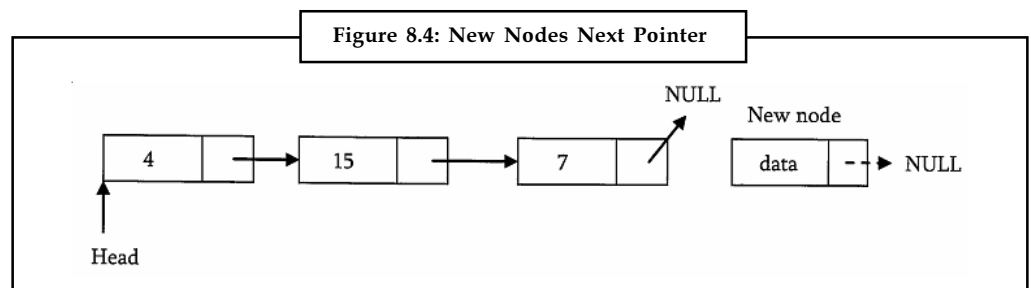 Figure 8.4: New Nodes Next Pointer
NULL
New node
4
15
7
data
NULL
Head